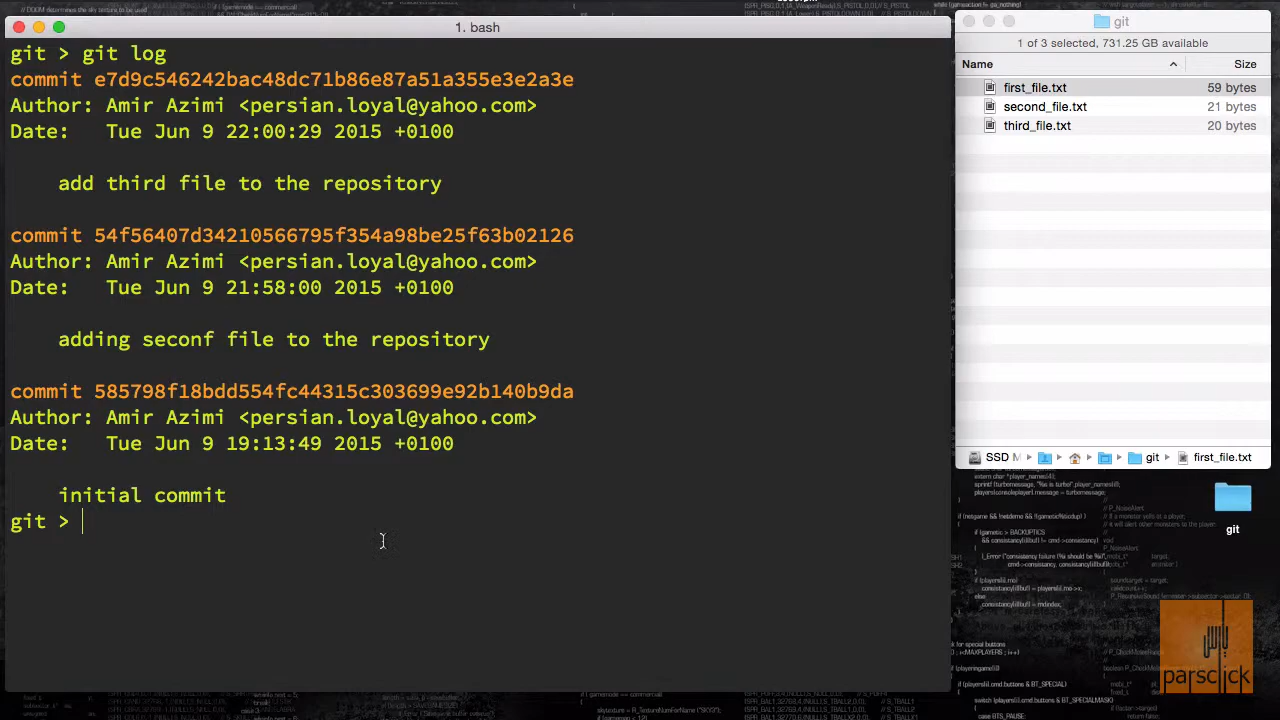 1. bash
git > git log
commit e7d9c546242bac48dc71b86e87a51a355e3e2a3e
Author: Amir Azimi <persian.loyal@yahoo.com>
Date:   Tue Jun 9 22:00:29 2015 +0100
add third file to the repository
commit 54f56407d34210566795f354a98be25f63b02126
Author: Amir Azimi <persian.loyal@yahoo.com>
Date:   Tue Jun 9 21:58:00 2015 +0100
adding seconf file to the repository
commit 585798f18bdd554fc44315c303699e92b140b9da
Author: Amir Azimi <persian.loyal@yahoo.com>
Date:   Tue Jun 9 19:13:49 2015 +0100
initial commit
git >
git
1 of 3 selected, 731.25 GB available
Name Size
first_file.txt 59 bytes
second_file.txt 21 bytes
third_file.txt 20 bytes
SSD git first_file.txt
git
parsclick